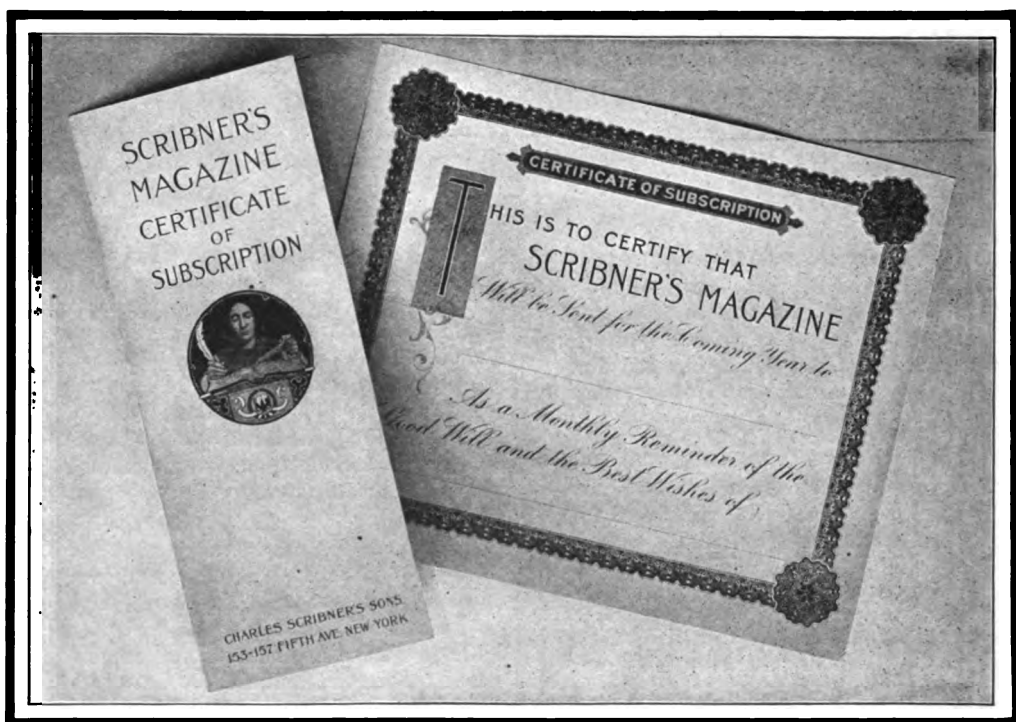 SCRIBNER'S
MAGAZINE
CERTIFICATE
OF
SUBSCRIPTION
CHARLES SCRIBNER'S SONS
153-157 FIFTH AVE. NEW YORK
CERTIFICATE OF SUBSCRIPTION
THIS IS TO CERTIFY THAT
SCRIBNER'S MAGAZINE
Will be Sent for the Coming Year to
As a Monthly Reminder of the
Good Will and the Best Wishes of